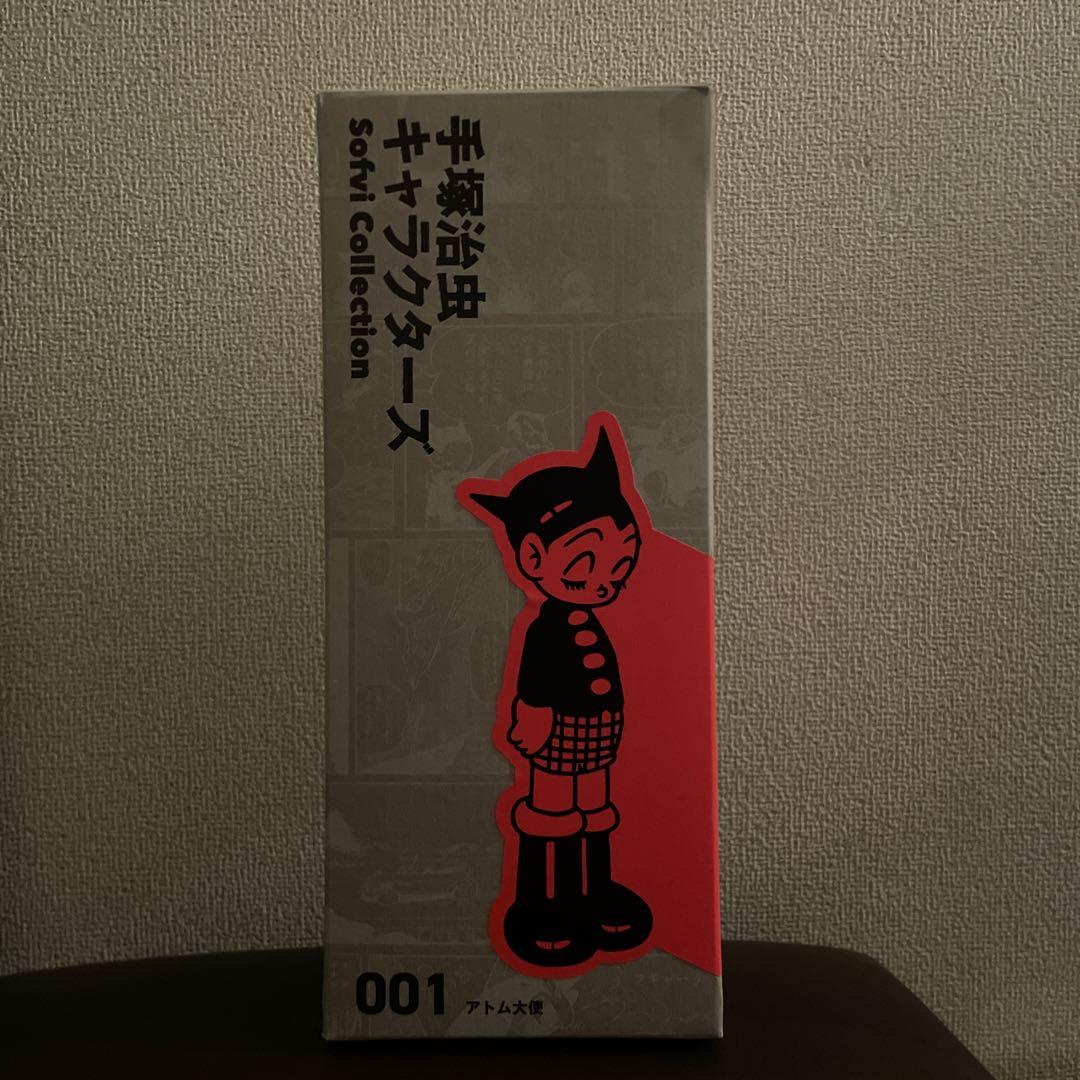 手塚治虫
キャラクターズ
Sofvi Collection
001 アトム大使